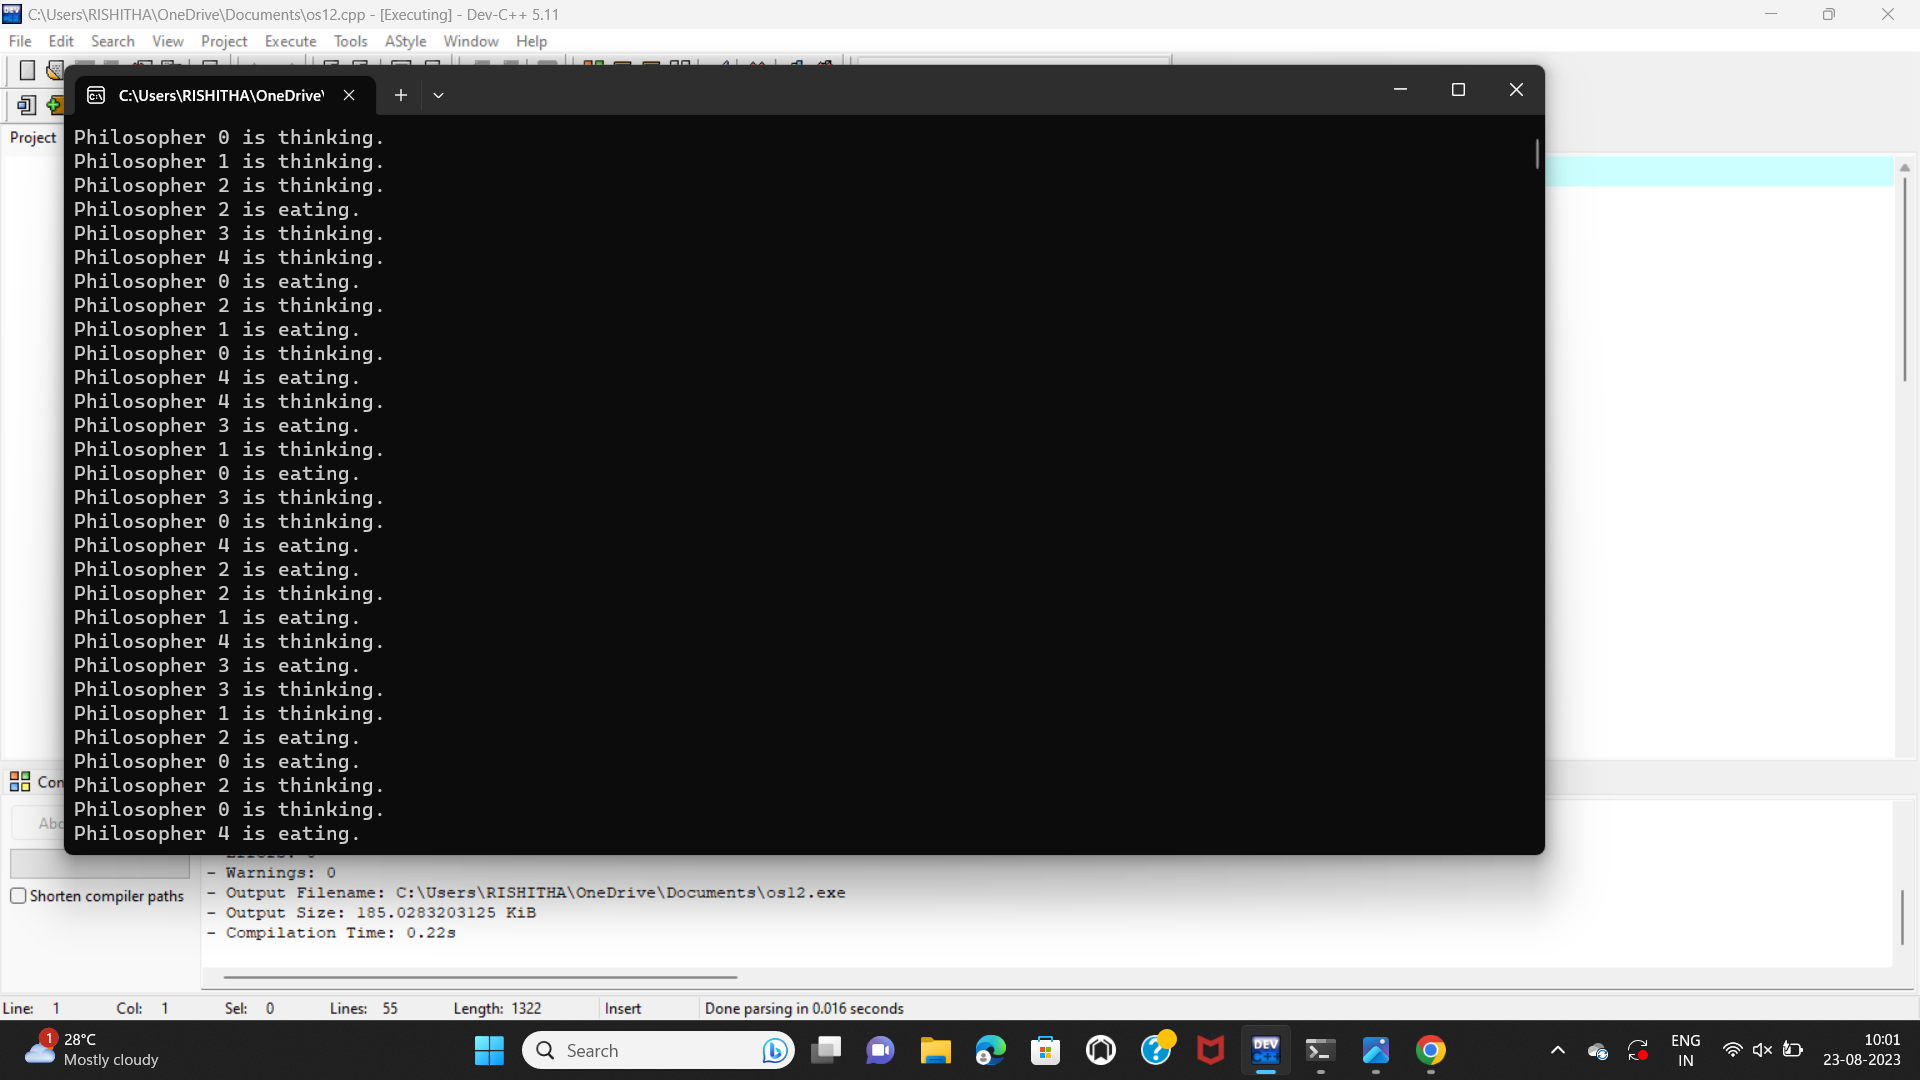 C:\Users\RISHITHA\OneDrive\Documents\os12.cpp - [Executing] - Dev-C++ 5.11
File Edit Search View Project Execute Tools AStyle Window Help
C:\Users\RISHITHA\OneDrive\
Project
Philosopher 0 is thinking.
Philosopher 1 is thinking.
Philosopher 2 is thinking.
Philosopher 2 is eating.
Philosopher 3 is thinking.
Philosopher 4 is thinking.
Philosopher 0 is eating.
Philosopher 2 is thinking.
Philosopher 1 is eating.
Philosopher 0 is thinking.
Philosopher 4 is eating.
Philosopher 4 is thinking.
Philosopher 3 is eating.
Philosopher 1 is thinking.
Philosopher 0 is eating.
Philosopher 3 is thinking.
Philosopher 0 is thinking.
Philosopher 4 is eating.
Philosopher 2 is eating.
Philosopher 2 is thinking.
Philosopher 1 is eating.
Philosopher 4 is thinking.
Philosopher 3 is eating.
Philosopher 3 is thinking.
Philosopher 1 is thinking.
Philosopher 2 is eating.
Philosopher 0 is eating.
Philosopher 2 is thinking.
Philosopher 0 is thinking.
Philosopher 4 is eating.
- Warnings: 0
- Output Filename: C:\Users\RISHITHA\OneDrive\Documents\os12.exe
- Output Size: 185.0283203125 KiB
- Compilation Time: 0.22s
Shorten compiler paths
Line: 1 Col: 1 Sel: 0 Lines: 55 Length: 1322 Insert Done parsing in 0.016 seconds
1
28°C
Mostly cloudy
Search
DEV C++
ENG
IN
10:01
23-08-2023